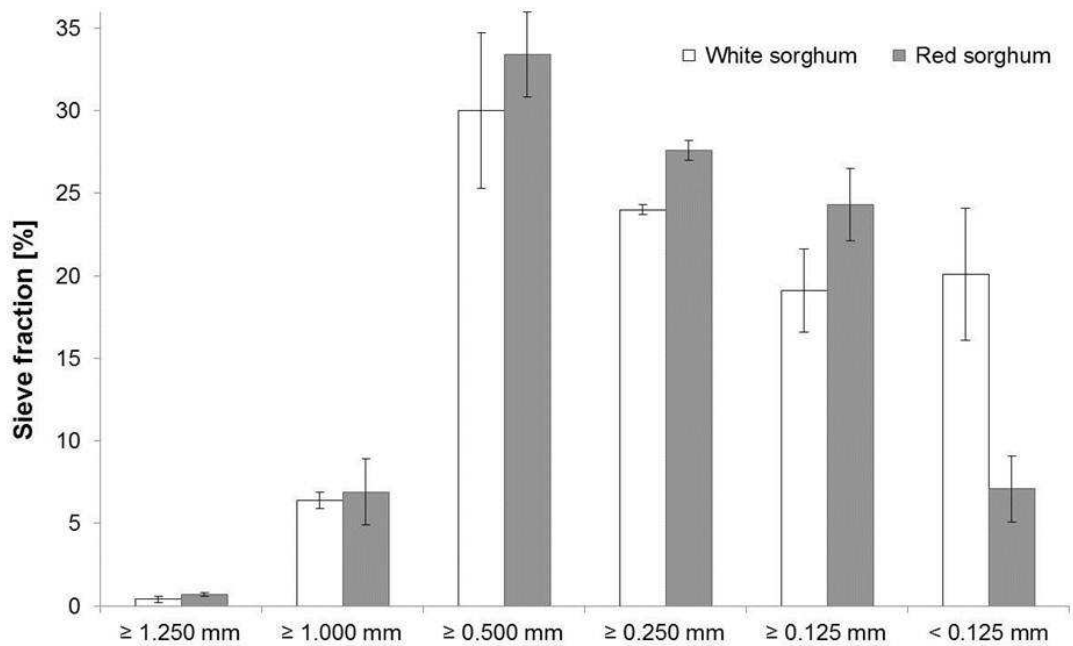 35
30
25
20
15
10
5
0
Sieve fraction [%]
White sorghum
Red sorghum
≥ 1.250 mm
≥ 1.000 mm
≥ 0.500 mm
≥ 0.250 mm
≥ 0.125 mm
< 0.125 mm